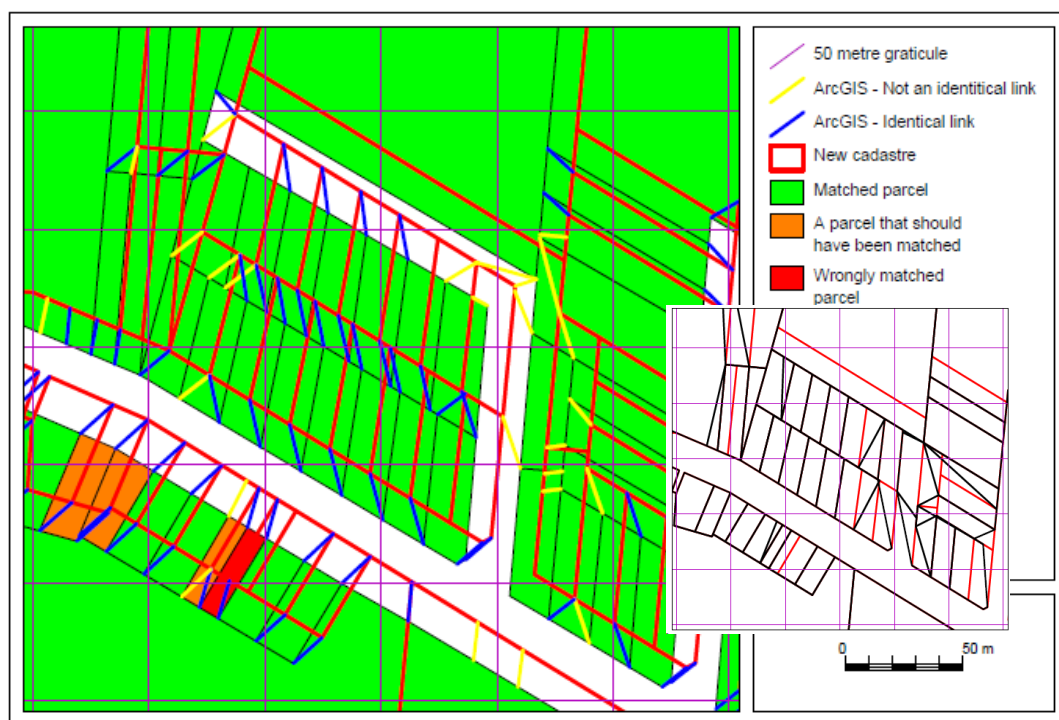 50 metre graticule
ArcGIS - Not an identitical link
ArcGIS - Identical link
New cadastre
Matched parcel
A parcel that should
have been matched
Wrongly matched
parcel
0
50 m